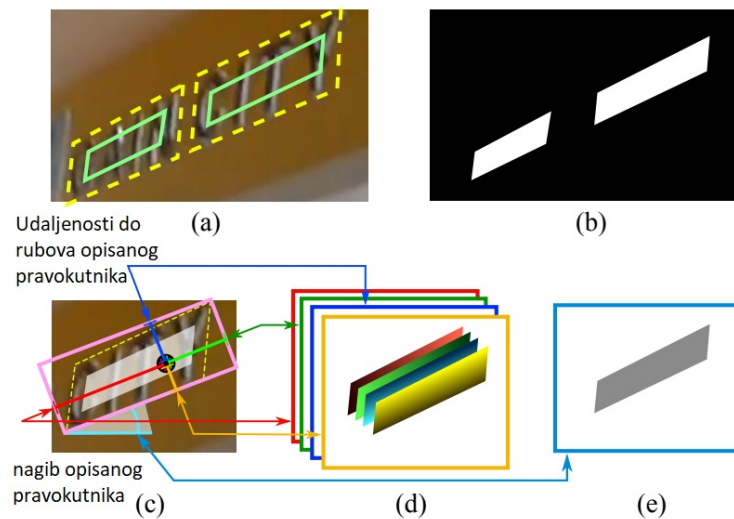 (a)
(b)
Udaljenosti do
rubova opisanog
pravokutnika
nagib opisanog
pravokutnika
(c)
(d)
(e)